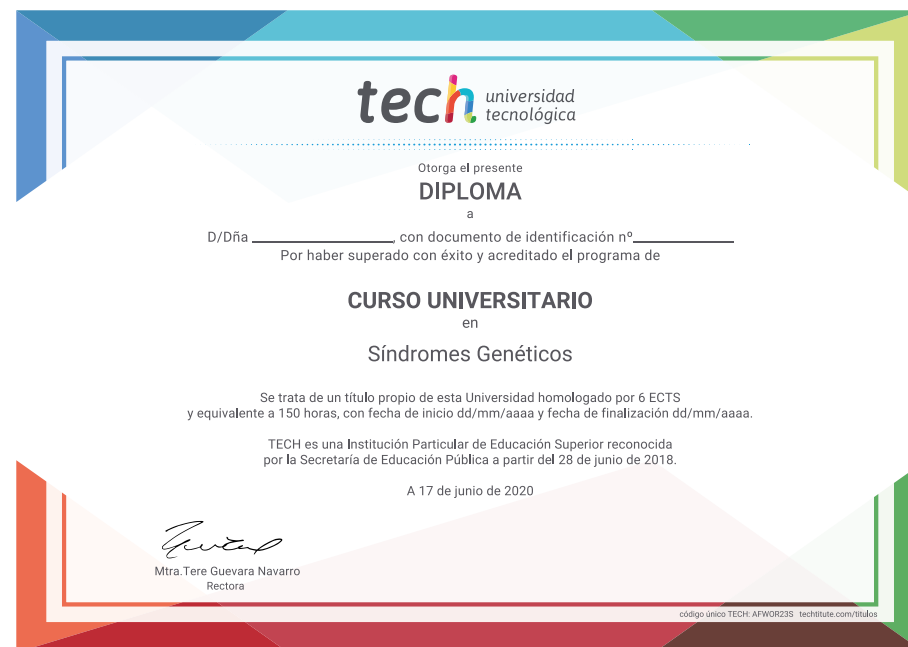 tech universidad
tecnológica
Otorga el presente
DIPLOMA
a
D/Dña ____________, con documento de identificación nº____________
Por haber superado con éxito y acreditado el programa de
CURSO UNIVERSITARIO
en
Síndromes Genéticos
Se trata de un título propio de esta Universidad homologado por 6 ECTS
y equivalente a 150 horas, con fecha de inicio dd/mm/aaaa y fecha de finalización dd/mm/aaaa.
TECH es una Institución Particular de Educación Superior reconocida
por la Secretaría de Educación Pública a partir del 28 de junio de 2018.
A 17 de junio de 2020
Mtra.Tere Guevara Navarro
Rectora
código único TECH: AFWOR23S techtitute.com/titulos